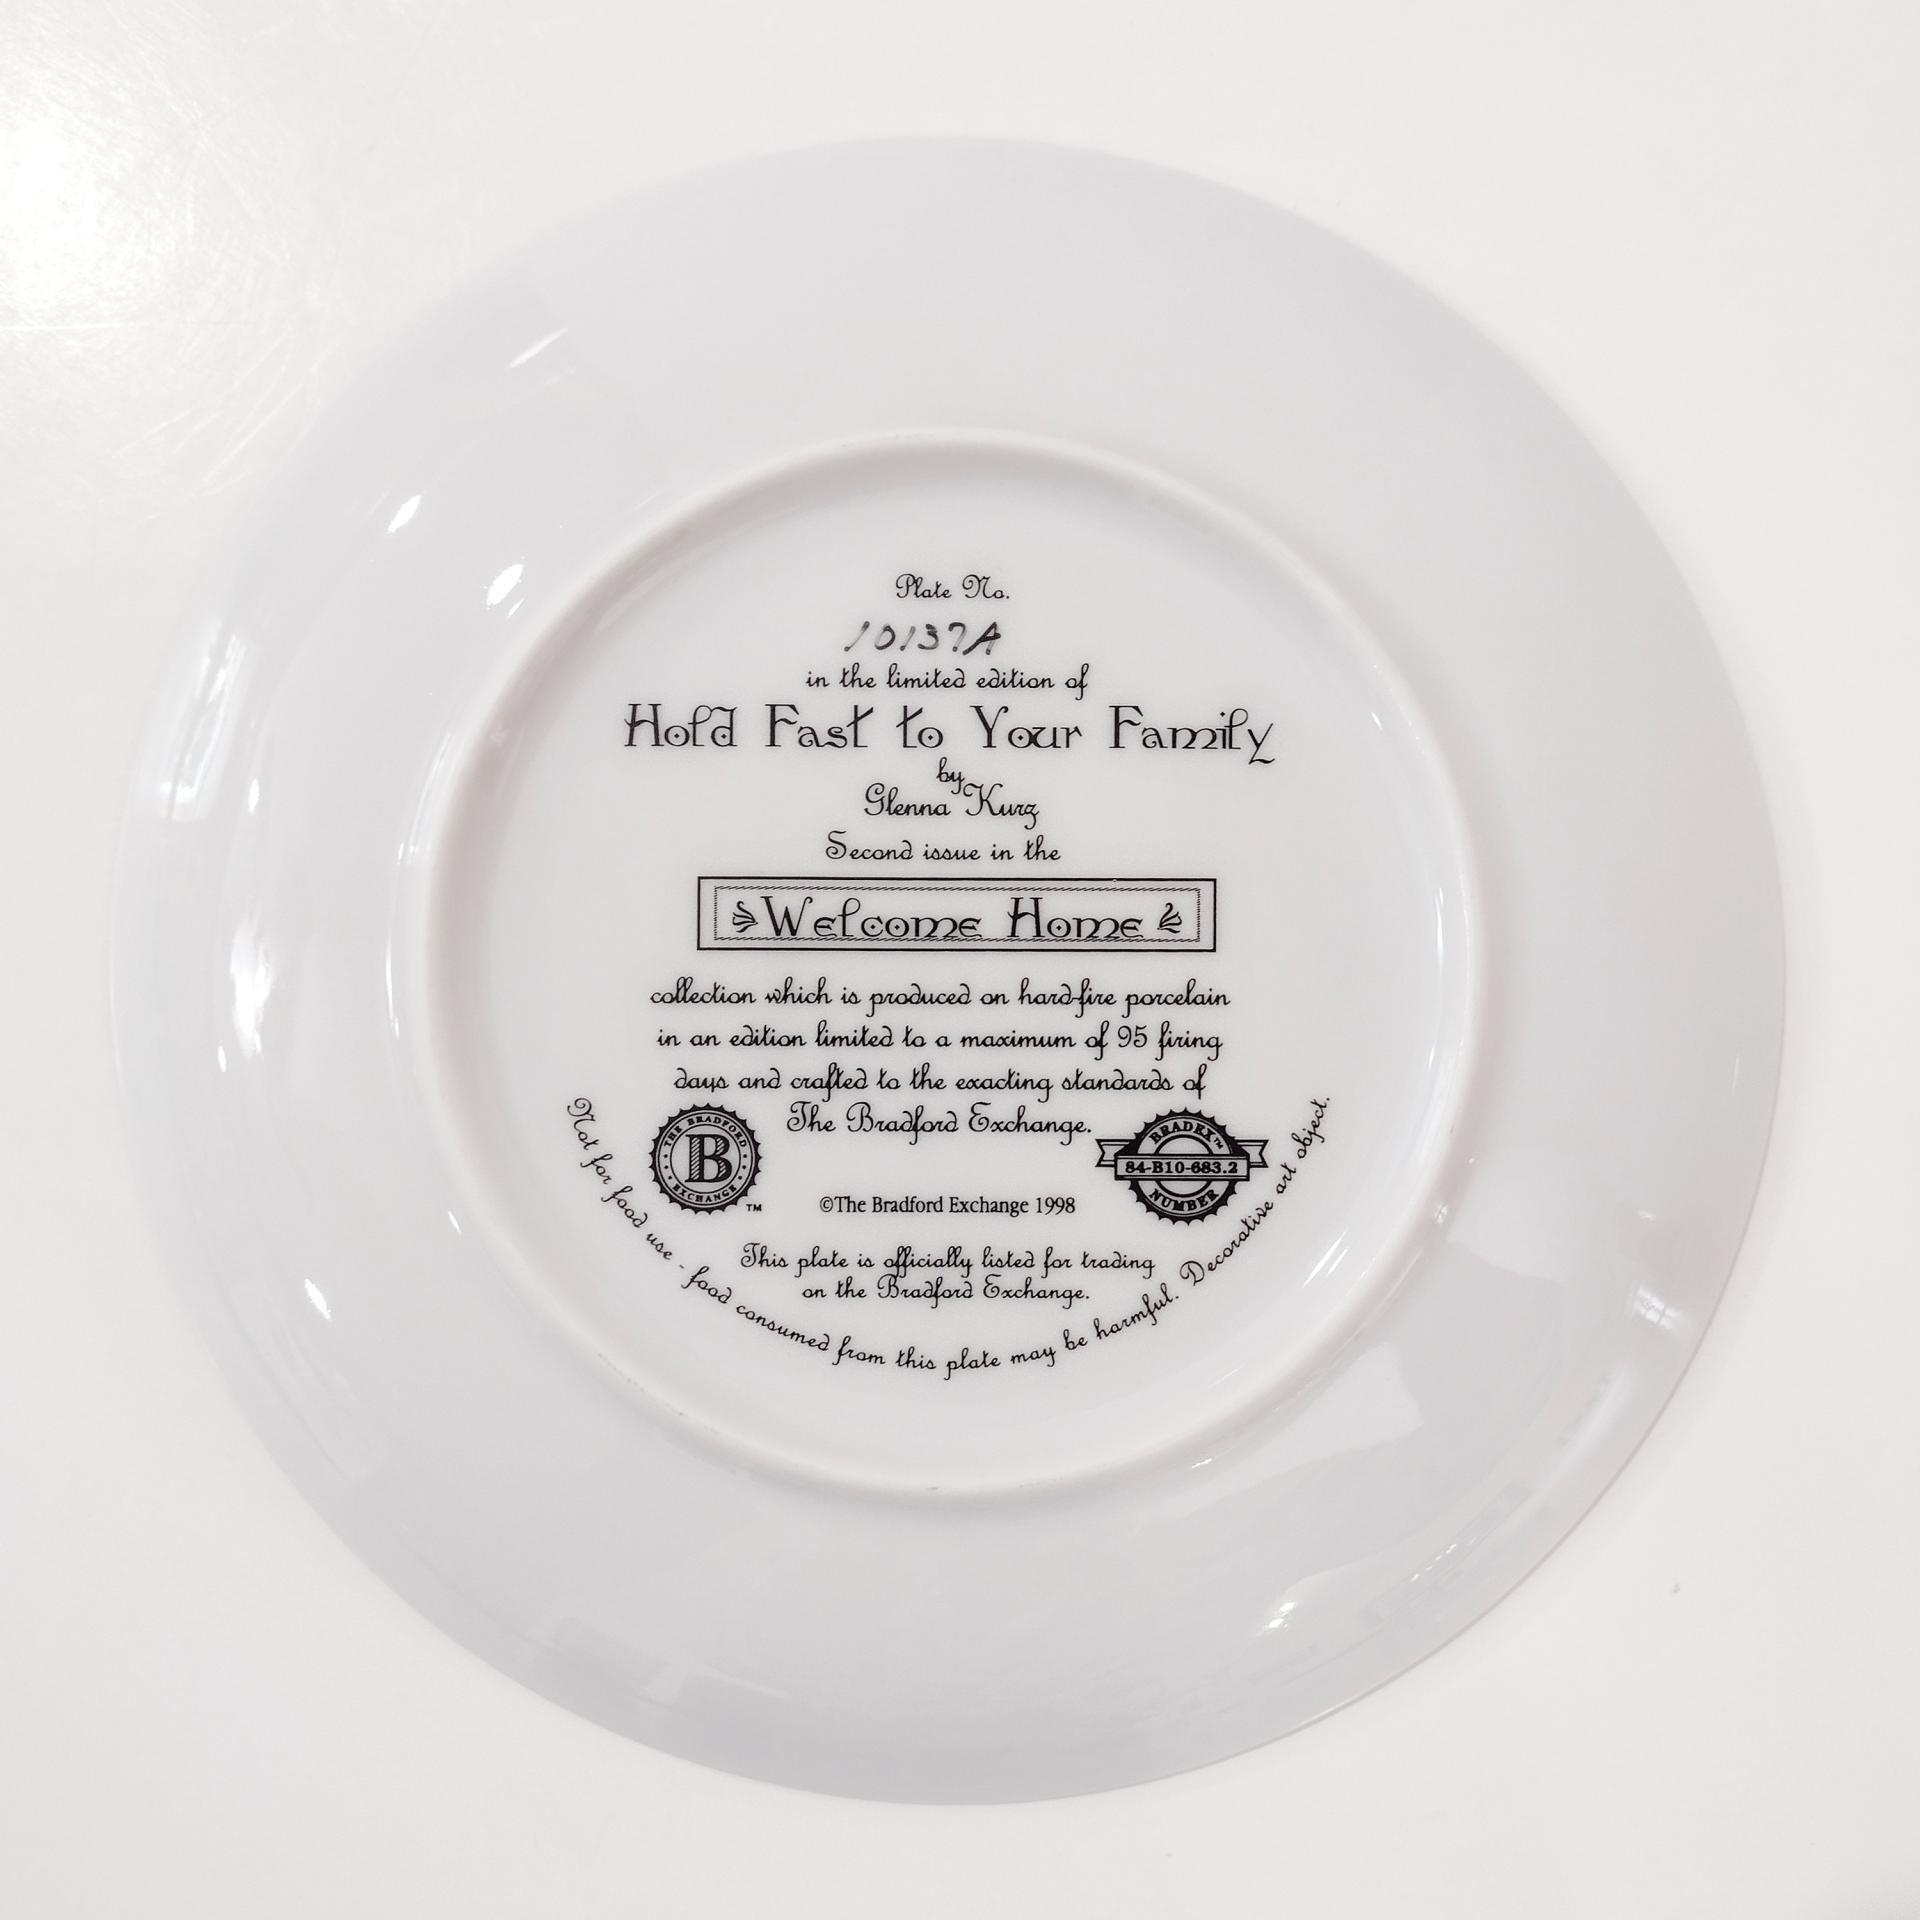 Plate No.
10137A
in the limited edition of
Hold Fast to Your Family
by
Glenna Kurz
Second issue in the
Welcome Home
collection which is produced on hard-fire porcelain
in an edition limited to a maximum of 95 firing
days and crafted to the exacting standards of
The Bradford Exchange.
THE BRADFORD
B
EXCHANGE
TM
BRADEX™
84-B10-683.2
NUMBER
©The Bradford Exchange 1998
This plate is officially listed for trading
on the Bradford Exchange.
Not for food use - food consumed from this plate may be harmful. Decorative art object.